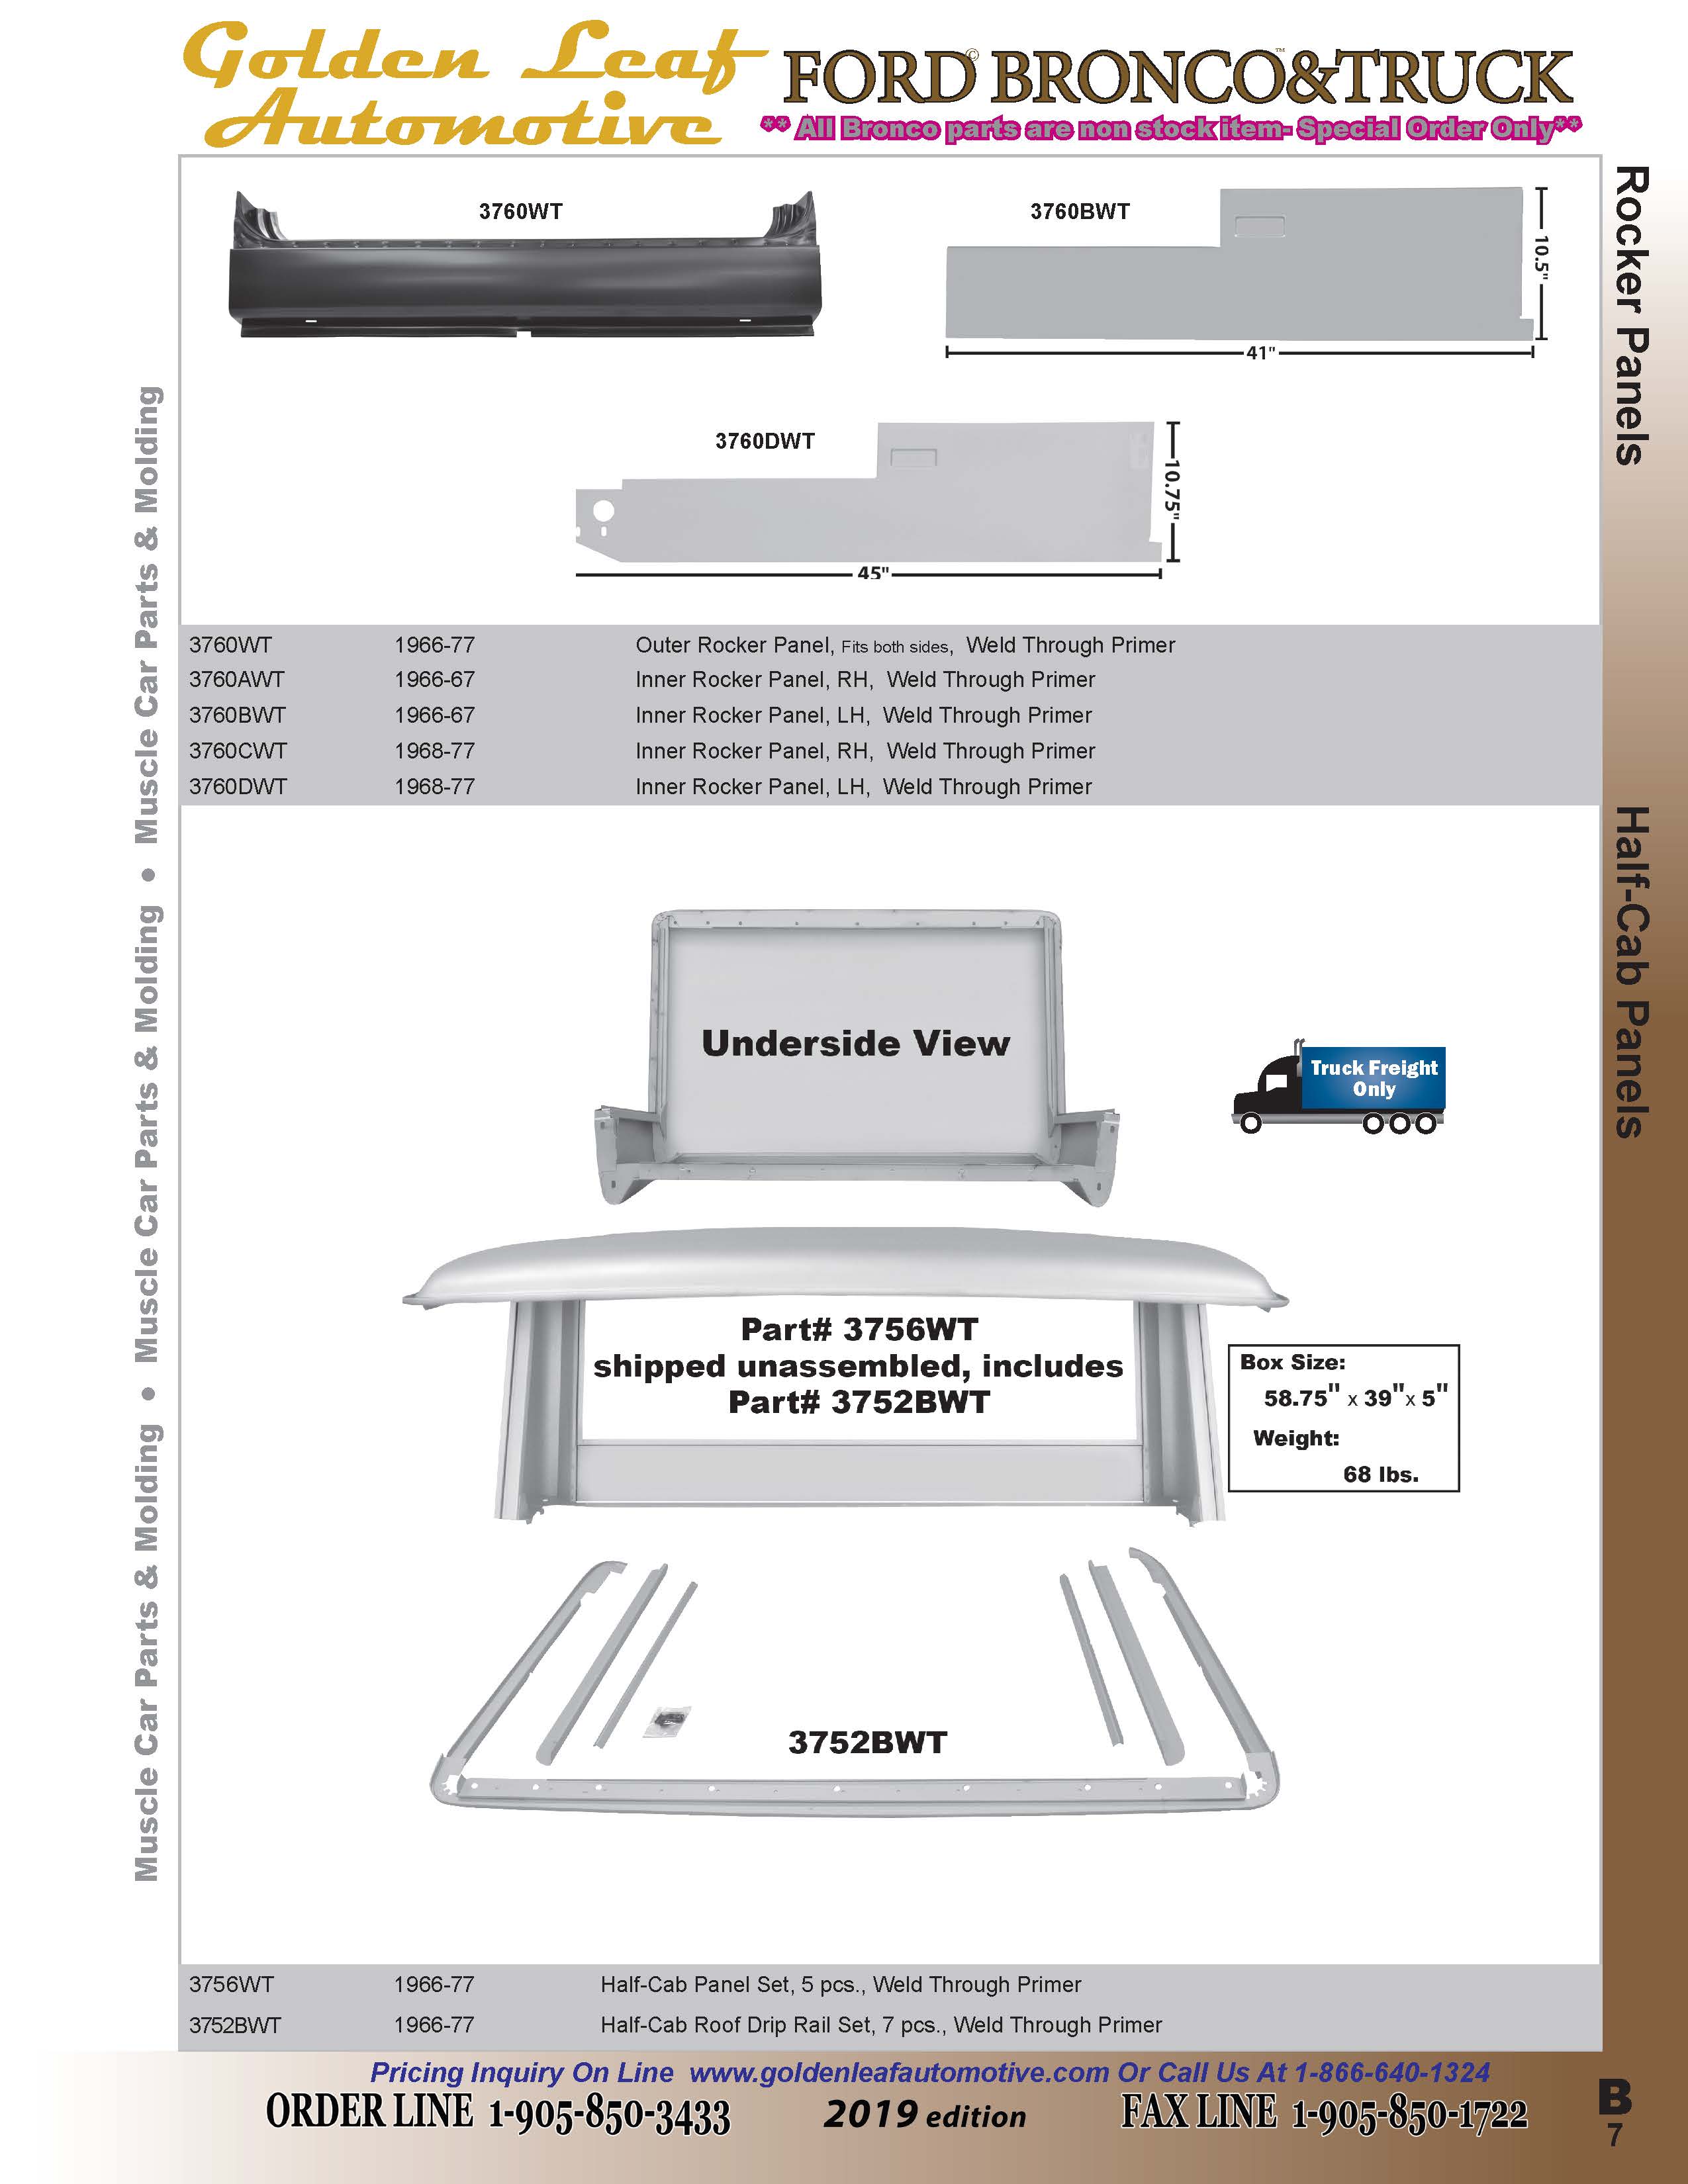 Golden Leaf
Automotive
FORD© BRONCO™&TRUCK
** All Bronco parts are non stock item- Special Order Only**
Rocker Panels
Half-Cab Panels
Muscle Car Parts & Molding • Muscle Car Parts & Molding • Muscle Car Parts & Molding
3760WT
3760BWT
10.5"
41"
3760DWT
10.75"
45"
3760WT 1966-77 Outer Rocker Panel, Fits both sides, Weld Through Primer
3760AWT 1966-67 Inner Rocker Panel, RH, Weld Through Primer
3760BWT 1966-67 Inner Rocker Panel, LH, Weld Through Primer
3760CWT 1968-77 Inner Rocker Panel, RH, Weld Through Primer
3760DWT 1968-77 Inner Rocker Panel, LH, Weld Through Primer
Underside View
Truck Freight
Only
Part# 3756WT
shipped unassembled, includes
Part# 3752BWT
Box Size:
58.75" x 39"x 5"
Weight:
68 lbs.
3752BWT
3756WT 1966-77 Half-Cab Panel Set, 5 pcs., Weld Through Primer
3752BWT 1966-77 Half-Cab Roof Drip Rail Set, 7 pcs., Weld Through Primer
Pricing Inquiry On Line www.goldenleafautomotive.com Or Call Us At 1-866-640-1324
ORDER LINE 1-905-850-3433 2019 edition FAX LINE 1-905-850-1722
B
7